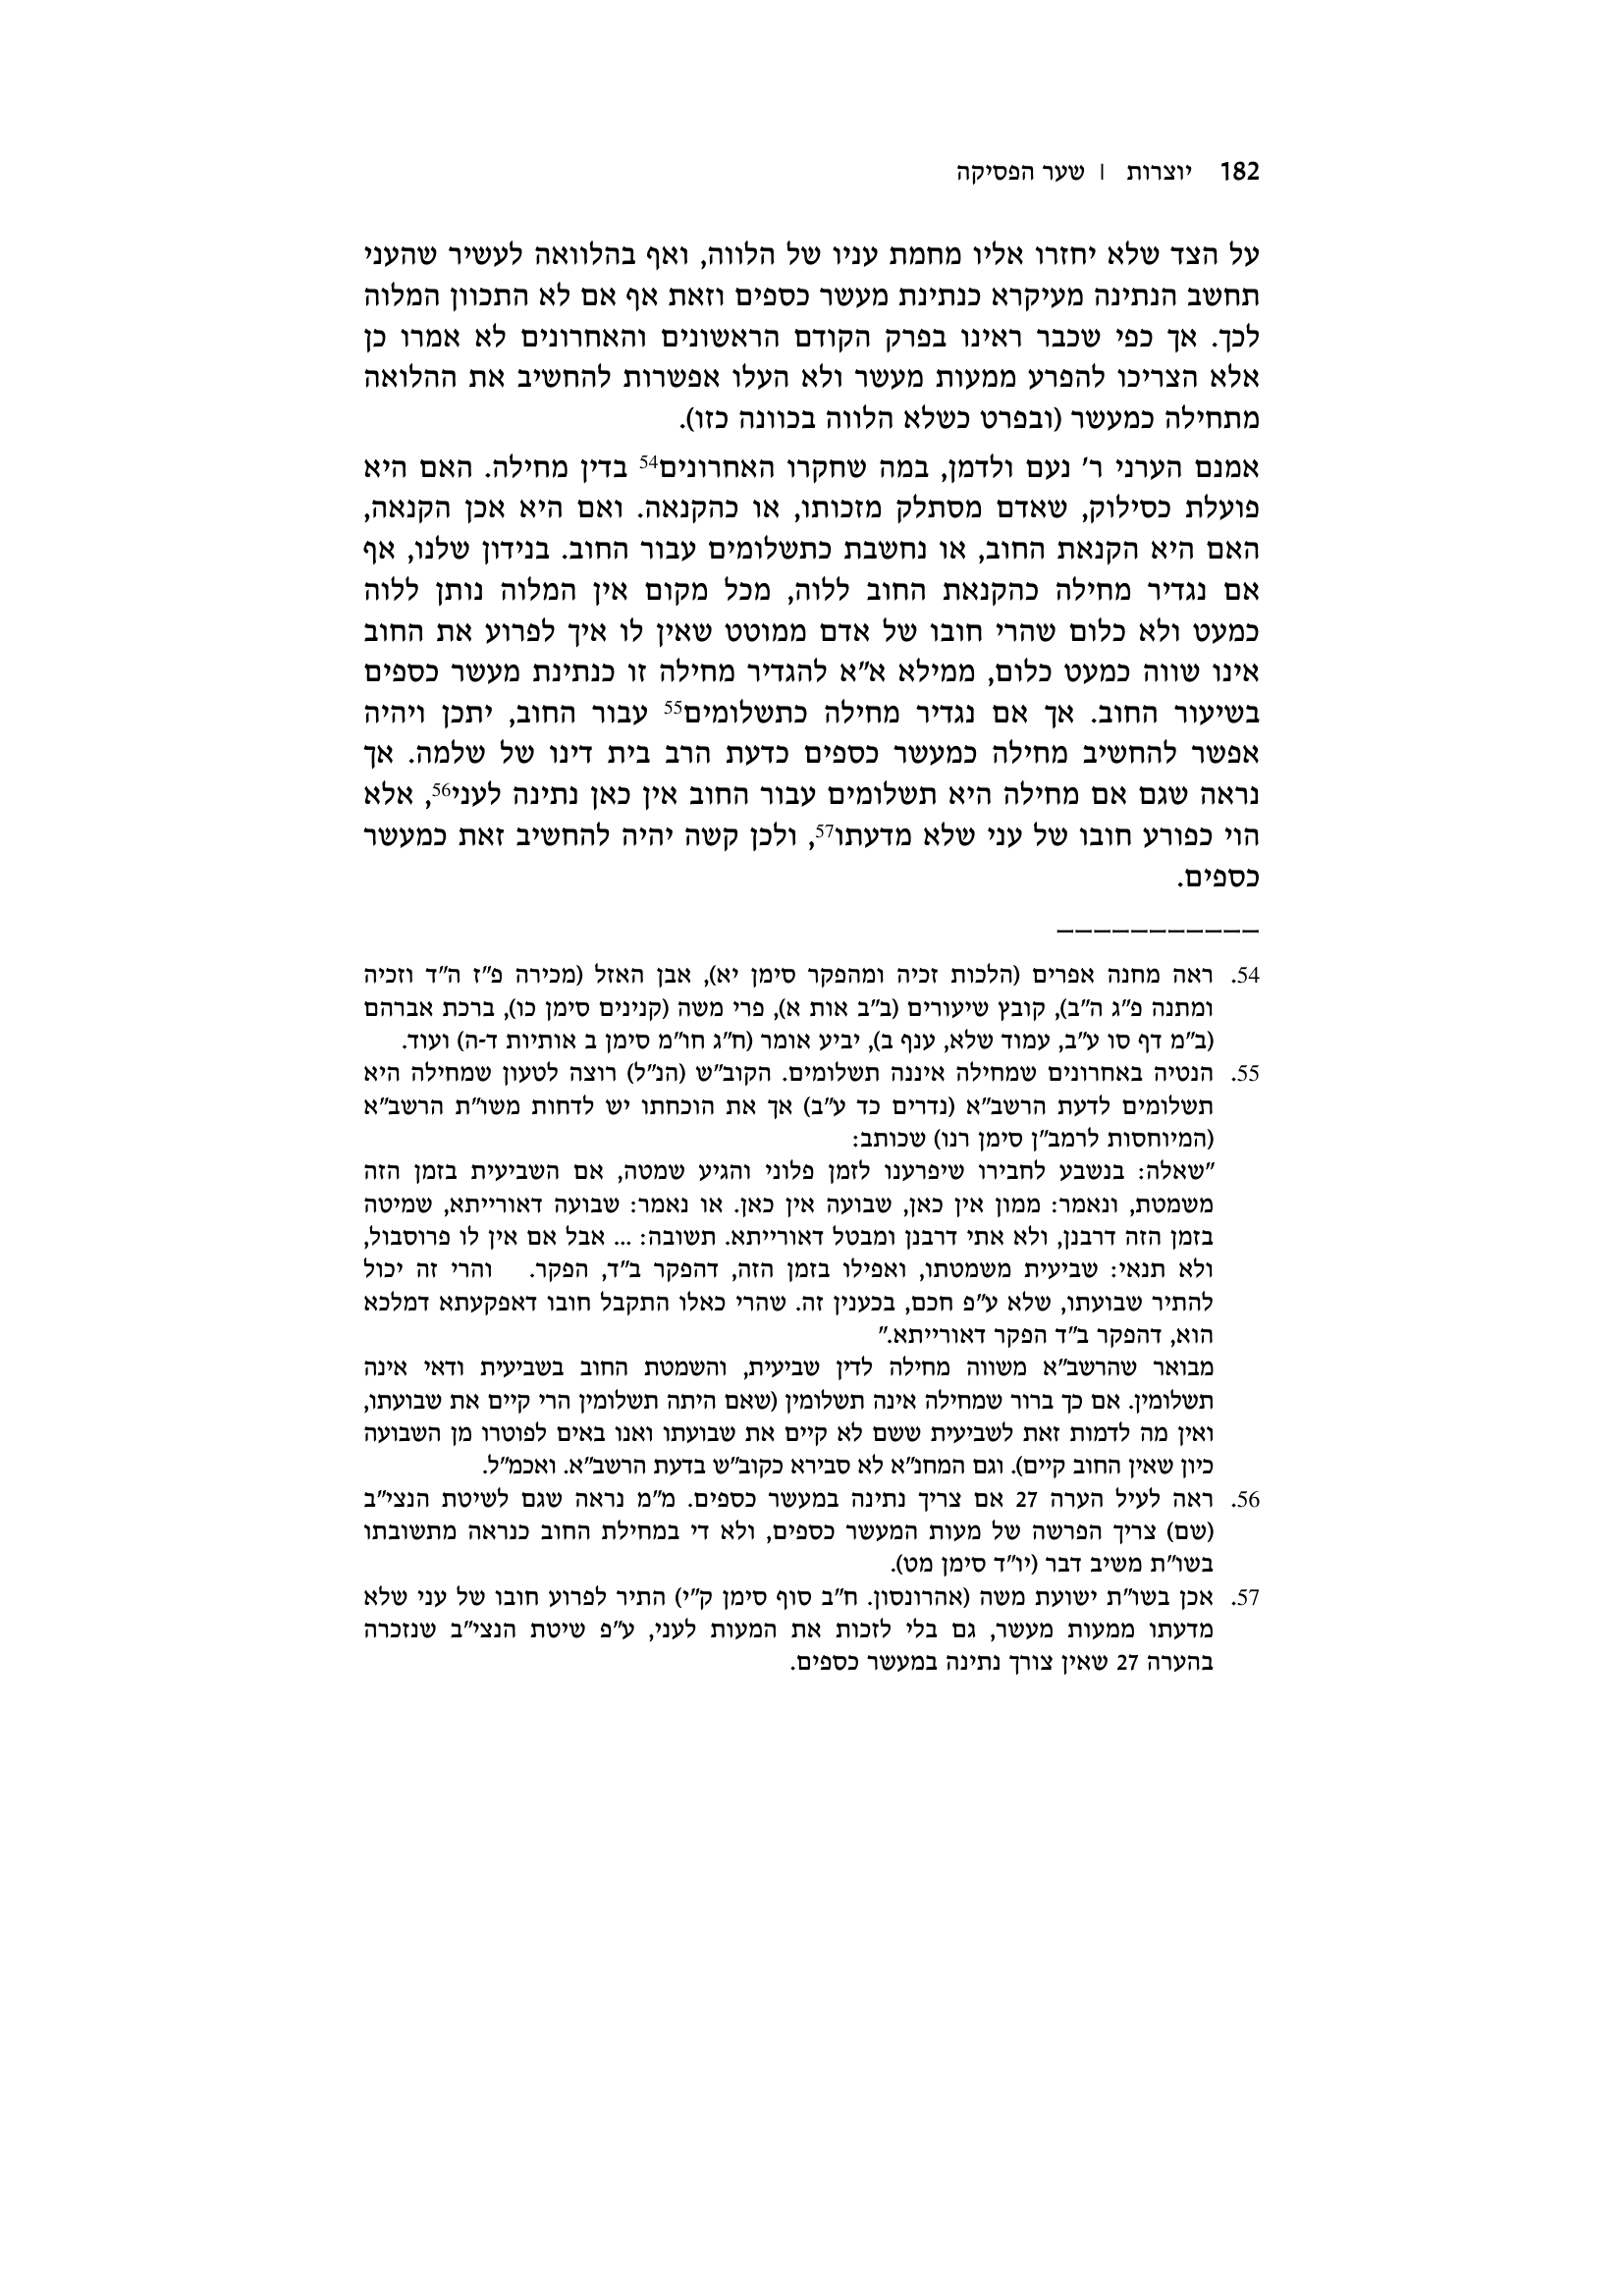 182 יוצרות | שער הפסיקה
על הצד שלא יחזרו אליו מחמת עניו של הלווה, ואף בהלוואה לעשיר שהעני
תחשב הנתינה מעיקרא כנתינת מעשר כספים וזאת אף אם לא התכוון המלוה
לכך. אך כפי שכבר ראינו בפרק הקודם הראשונים והאחרונים לא אמרו כן
אלא הצריכו להפרע ממעות מעשר ולא העלו אפשרות להחשיב את ההלואה
מתחילה כמעשר (ובפרט כשלא הלווה בכוונה כזו).
אמנם הערני ר' נעם ולדמן, במה שחקרו האחרונים54 בדין מחילה. האם היא
פועלת כסילוק, שאדם מסתלק מזכותו, או כהקנאה. ואם היא אכן הקנאה,
האם היא הקנאת החוב, או נחשבת כתשלומים עבור החוב. בנידון שלנו, אף
אם נגדיר מחילה כהקנאת החוב ללוה, מכל מקום אין המלוה נותן ללוה
כמעט ולא כלום שהרי חובו של אדם ממוטט שאין לו איך לפרוע את החוב
אינו שווה כמעט כלום, ממילא א"א להגדיר מחילה זו כנתינת מעשר כספים
בשיעור החוב. אך אם נגדיר מחילה כתשלומים55 עבור החוב, יתכן ויהיה
אפשר להחשיב מחילה כמעשר כספים כדעת הרב בית דינו של שלמה. אך
נראה שגם אם מחילה היא תשלומים עבור החוב אין כאן נתינה לעני56, אלא
הוי כפורע חובו של עני שלא מדעתו57, ולכן קשה יהיה להחשיב זאת כמעשר
כספים.
54. ראה מחנה אפרים (הלכות זכיה ומהפקר סימן יא), אבן האזל (מכירה פ"ז ה"ד וזכיה
ומתנה פ"ג ה"ב), קובץ שיעורים (ב"ב אות א), פרי משה (קנינים סימן כו), ברכת אברהם
(ב"מ דף סו ע"ב, עמוד שלא, ענף ב), יביע אומר (ח"ג חו"מ סימן ב אותיות ד-ה) ועוד.
55. הנטיה באחרונים שמחילה איננה תשלומים. הקוב"ש (הנ"ל) רוצה לטעון שמחילה היא
תשלומים לדעת הרשב"א (נדרים כד ע"ב) אך את הוכחתו יש לדחות משו"ת הרשב"א
(המיוחסות לרמב"ן סימן רנו) שכותב:
"שאלה: בנשבע לחבירו שיפרענו לזמן פלוני והגיע שמטה, אם השביעית בזמן הזה
משמטת, ונאמר: ממון אין כאן, שבועה אין כאן. או נאמר: שבועה דאורייתא, שמיטה
בזמן הזה דרבנן, ולא אתי דרבנן ומבטל דאורייתא. תשובה: ... אבל אם אין לו פרוסבול,
ולא תנאי: שביעית משמטתו, ואפילו בזמן הזה, דהפקר ב"ד, הפקר. והרי זה יכול
להתיר שבועתו, שלא ע"פ חכם, בכענין זה. שהרי כאלו התקבל חובו דאפקעתא דמלכא
הוא, דהפקר ב"ד הפקר דאורייתא."
מבואר שהרשב"א משווה מחילה לדין שביעית, והשמטת החוב בשביעית ודאי אינה
תשלומין. אם כך ברור שמחילה אינה תשלומין (שאם היתה תשלומין הרי קיים את שבועתו,
ואין מה לדמות זאת לשביעית ששם לא קיים את שבועתו ואנו באים לפוטרו מן השבועה
כיון שאין החוב קיים). וגם המחנ"א לא סבירא כקוב"ש בדעת הרשב"א. ואכמ"ל.
56. ראה לעיל הערה 27 אם צריך נתינה במעשר כספים. מ"מ נראה שגם לשיטת הנצי"ב
(שם) צריך הפרשה של מעות המעשר כספים, ולא די במחילת החוב כנראה מתשובתו
בשו"ת משיב דבר (יו"ד סימן מט).
57. אכן בשו"ת ישועת משה (אהרונסון. ח"ב סוף סימן ק"י) התיר לפרוע חובו של עני שלא
מדעתו ממעות מעשר, גם בלי לזכות את המעות לעני, ע"פ שיטת הנצי"ב שנזכרה
בהערה 27 שאין צורך נתינה במעשר כספים.